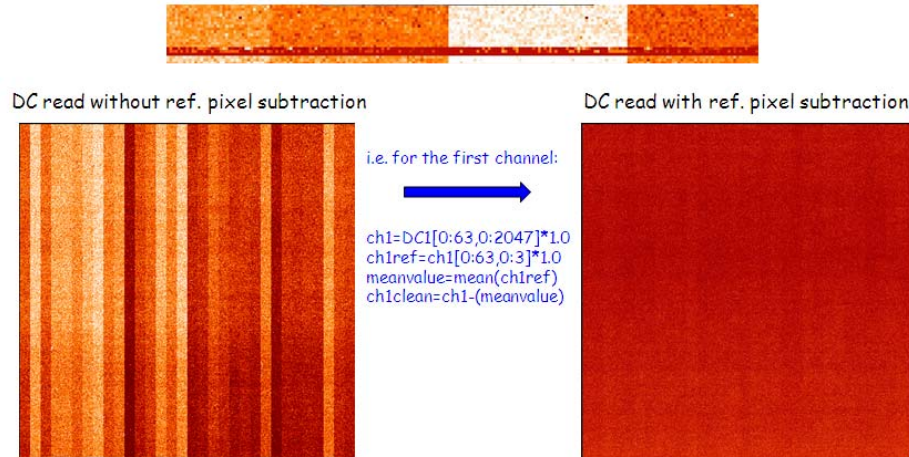 DC read without ref. pixel subtraction
DC read with ref. pixel subtraction
i.e. for the first channel:
ch1=DC1[0:63,0:2047]*1.0
ch1ref=ch1[0:63,0:3]*1.0
meanvalue=mean(ch1ref)
ch1clean=ch1-(meanvalue)